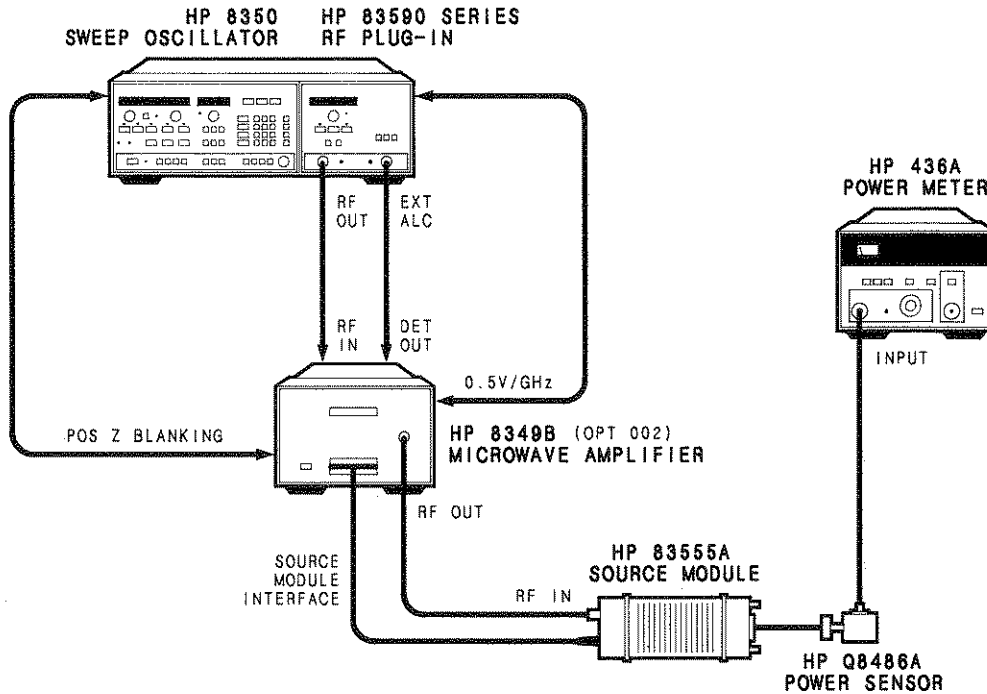 HP 8350
SWEEP OSCILLATOR
HP 83590 SERIES
RF PLUG-IN
RF
OUT
EXT
ALC
HP 436A
POWER METER
RF
IN
DET
OUT
INPUT
0.5V/GHz
POS Z BLANKING
HP 8349B (OPT 002)
MICROWAVE AMPLIFIER
RF OUT
SOURCE
MODULE
INTERFACE
RF IN
HP 83555A
SOURCE MODULE
HP Q8486A
POWER SENSOR